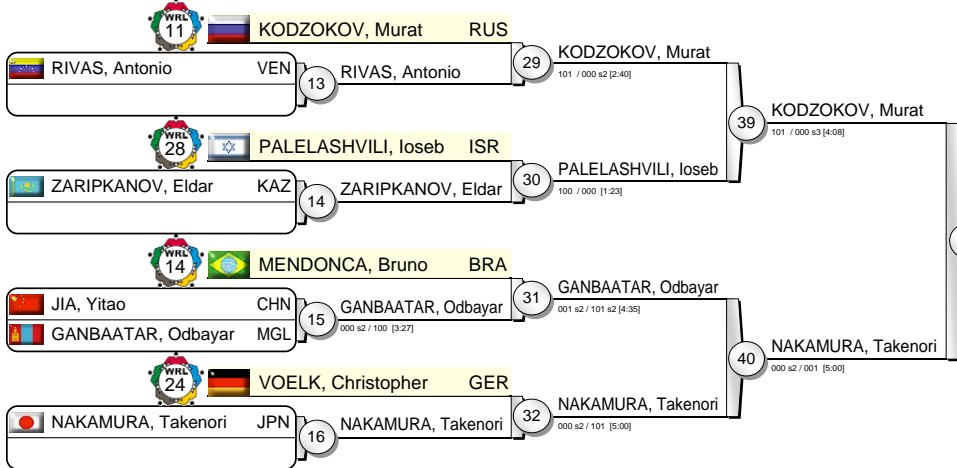 WRL
11
KODZOKOV, Murat RUS
RIVAS, Antonio VEN
13
RIVAS, Antonio
29
KODZOKOV, Murat
101 / 000 s2 [2:40]
39
KODZOKOV, Murat
101 / 000 s3 [4:08]
WRL
28
PALELASHVILI, Ioseb ISR
ZARIPKANOV, Eldar KAZ
14
ZARIPKANOV, Eldar
30
PALELASHVILI, Ioseb
100 / 000 [1:23]
WRL
14
MENDONCA, Bruno BRA
JIA, Yitao CHN
GANBAATAR, Odbayar MGL
15
GANBAATAR, Odbayar
000 s2 / 100 [3:27]
31
GANBAATAR, Odbayar
001 s2 / 101 s2 [4:35]
40
NAKAMURA, Takenori
000 s2 / 001 [5:00]
WRL
24
VOELK, Christopher GER
NAKAMURA, Takenori JPN
16
NAKAMURA, Takenori
32
NAKAMURA, Takenori
000 s2 / 101 [5:00]